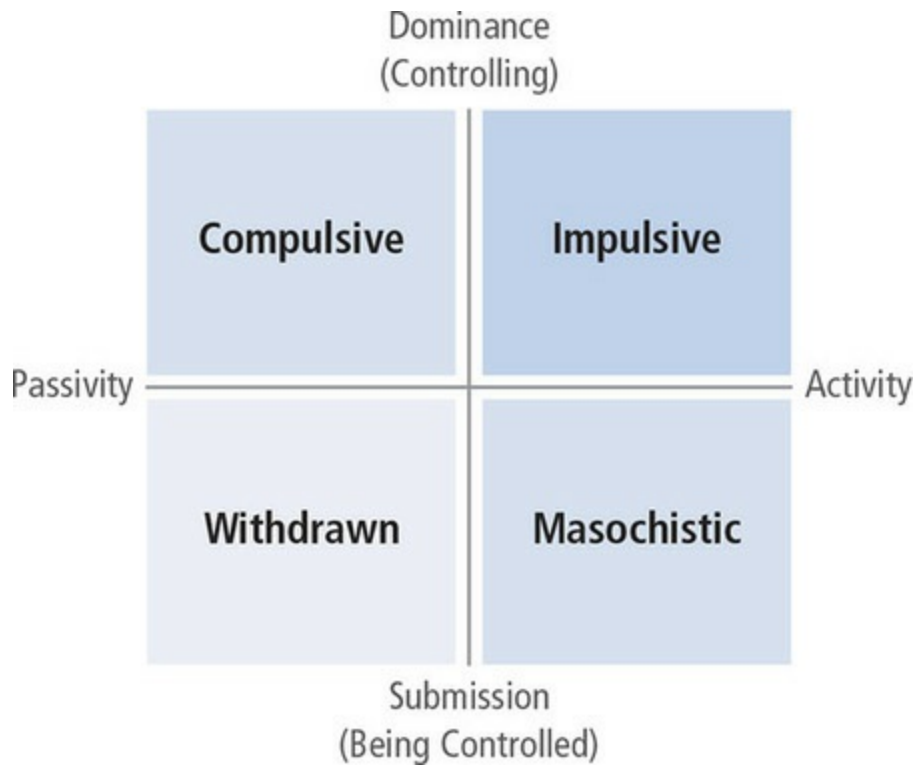 Dominance
(Controlling)
Compulsive
Impulsive
Passivity
Activity
Withdrawn
Masochistic
Submission
(Being Controlled)